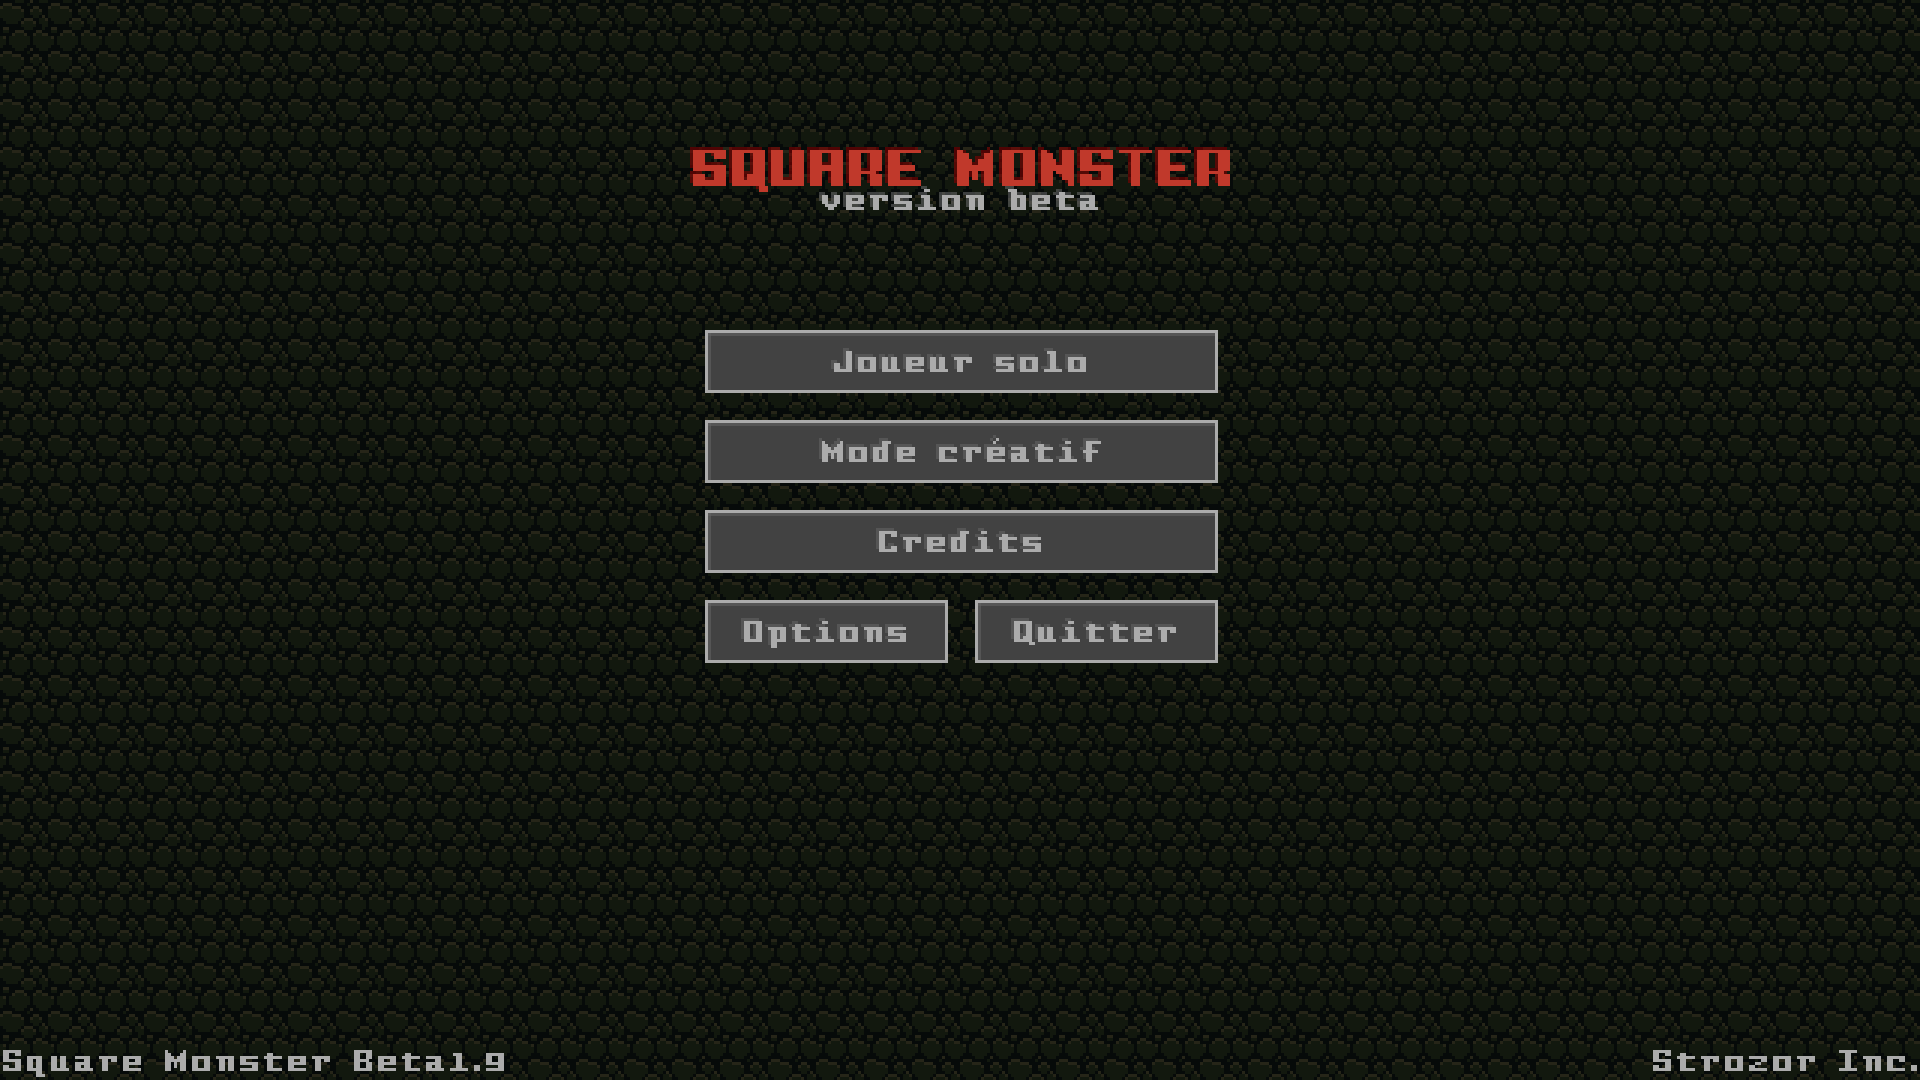 SQUARE MONSTER
version beta
Joueur solo
Mode créatif
Credits
Options
Quitter
Square Monster Beta1.9
Strozor Inc.